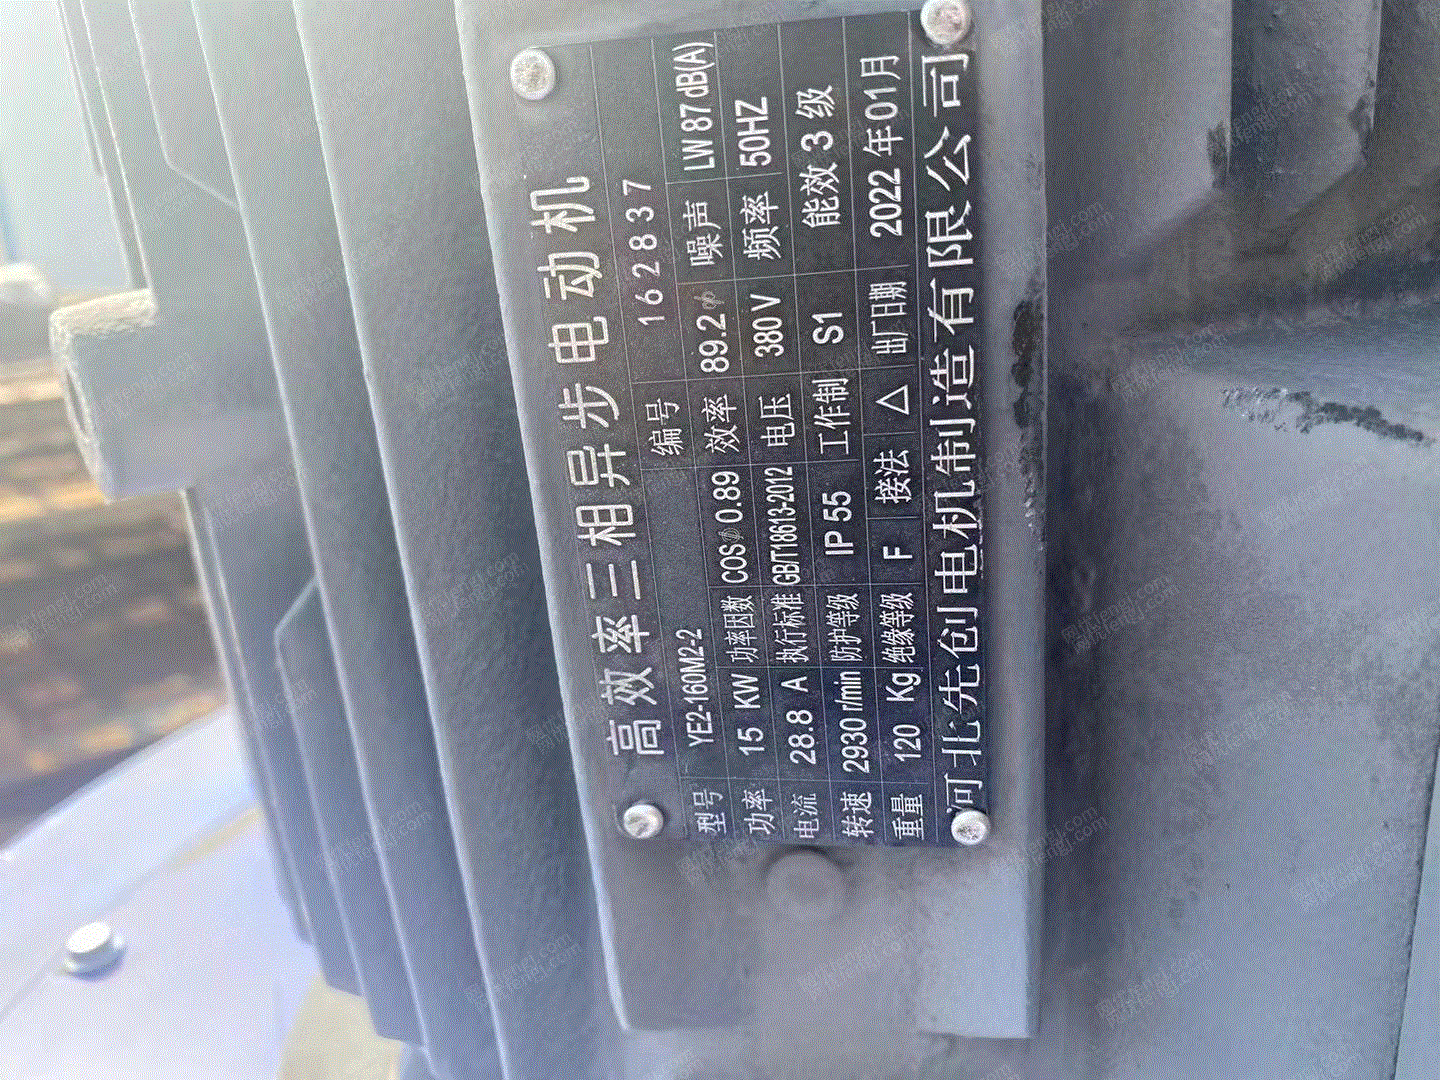 高效率三相异步电动机
型号 YE2-160M2-2 编号 162837
功率 15 KW 功率因数 COSφ 0.89 效率 89.2 噪声 LW 87 dB(A)
电流 28.8 A 执行标准 GB/T18613-2012 电压 380 V 频率 50HZ
转速 2930 r/min 防护等级 IP 55 工作制 S1 能效 3 级
重量 120 Kg 绝缘等级 F 接法 △ 出厂日期 2022 年 01 月
河北先创电机制造有限公司